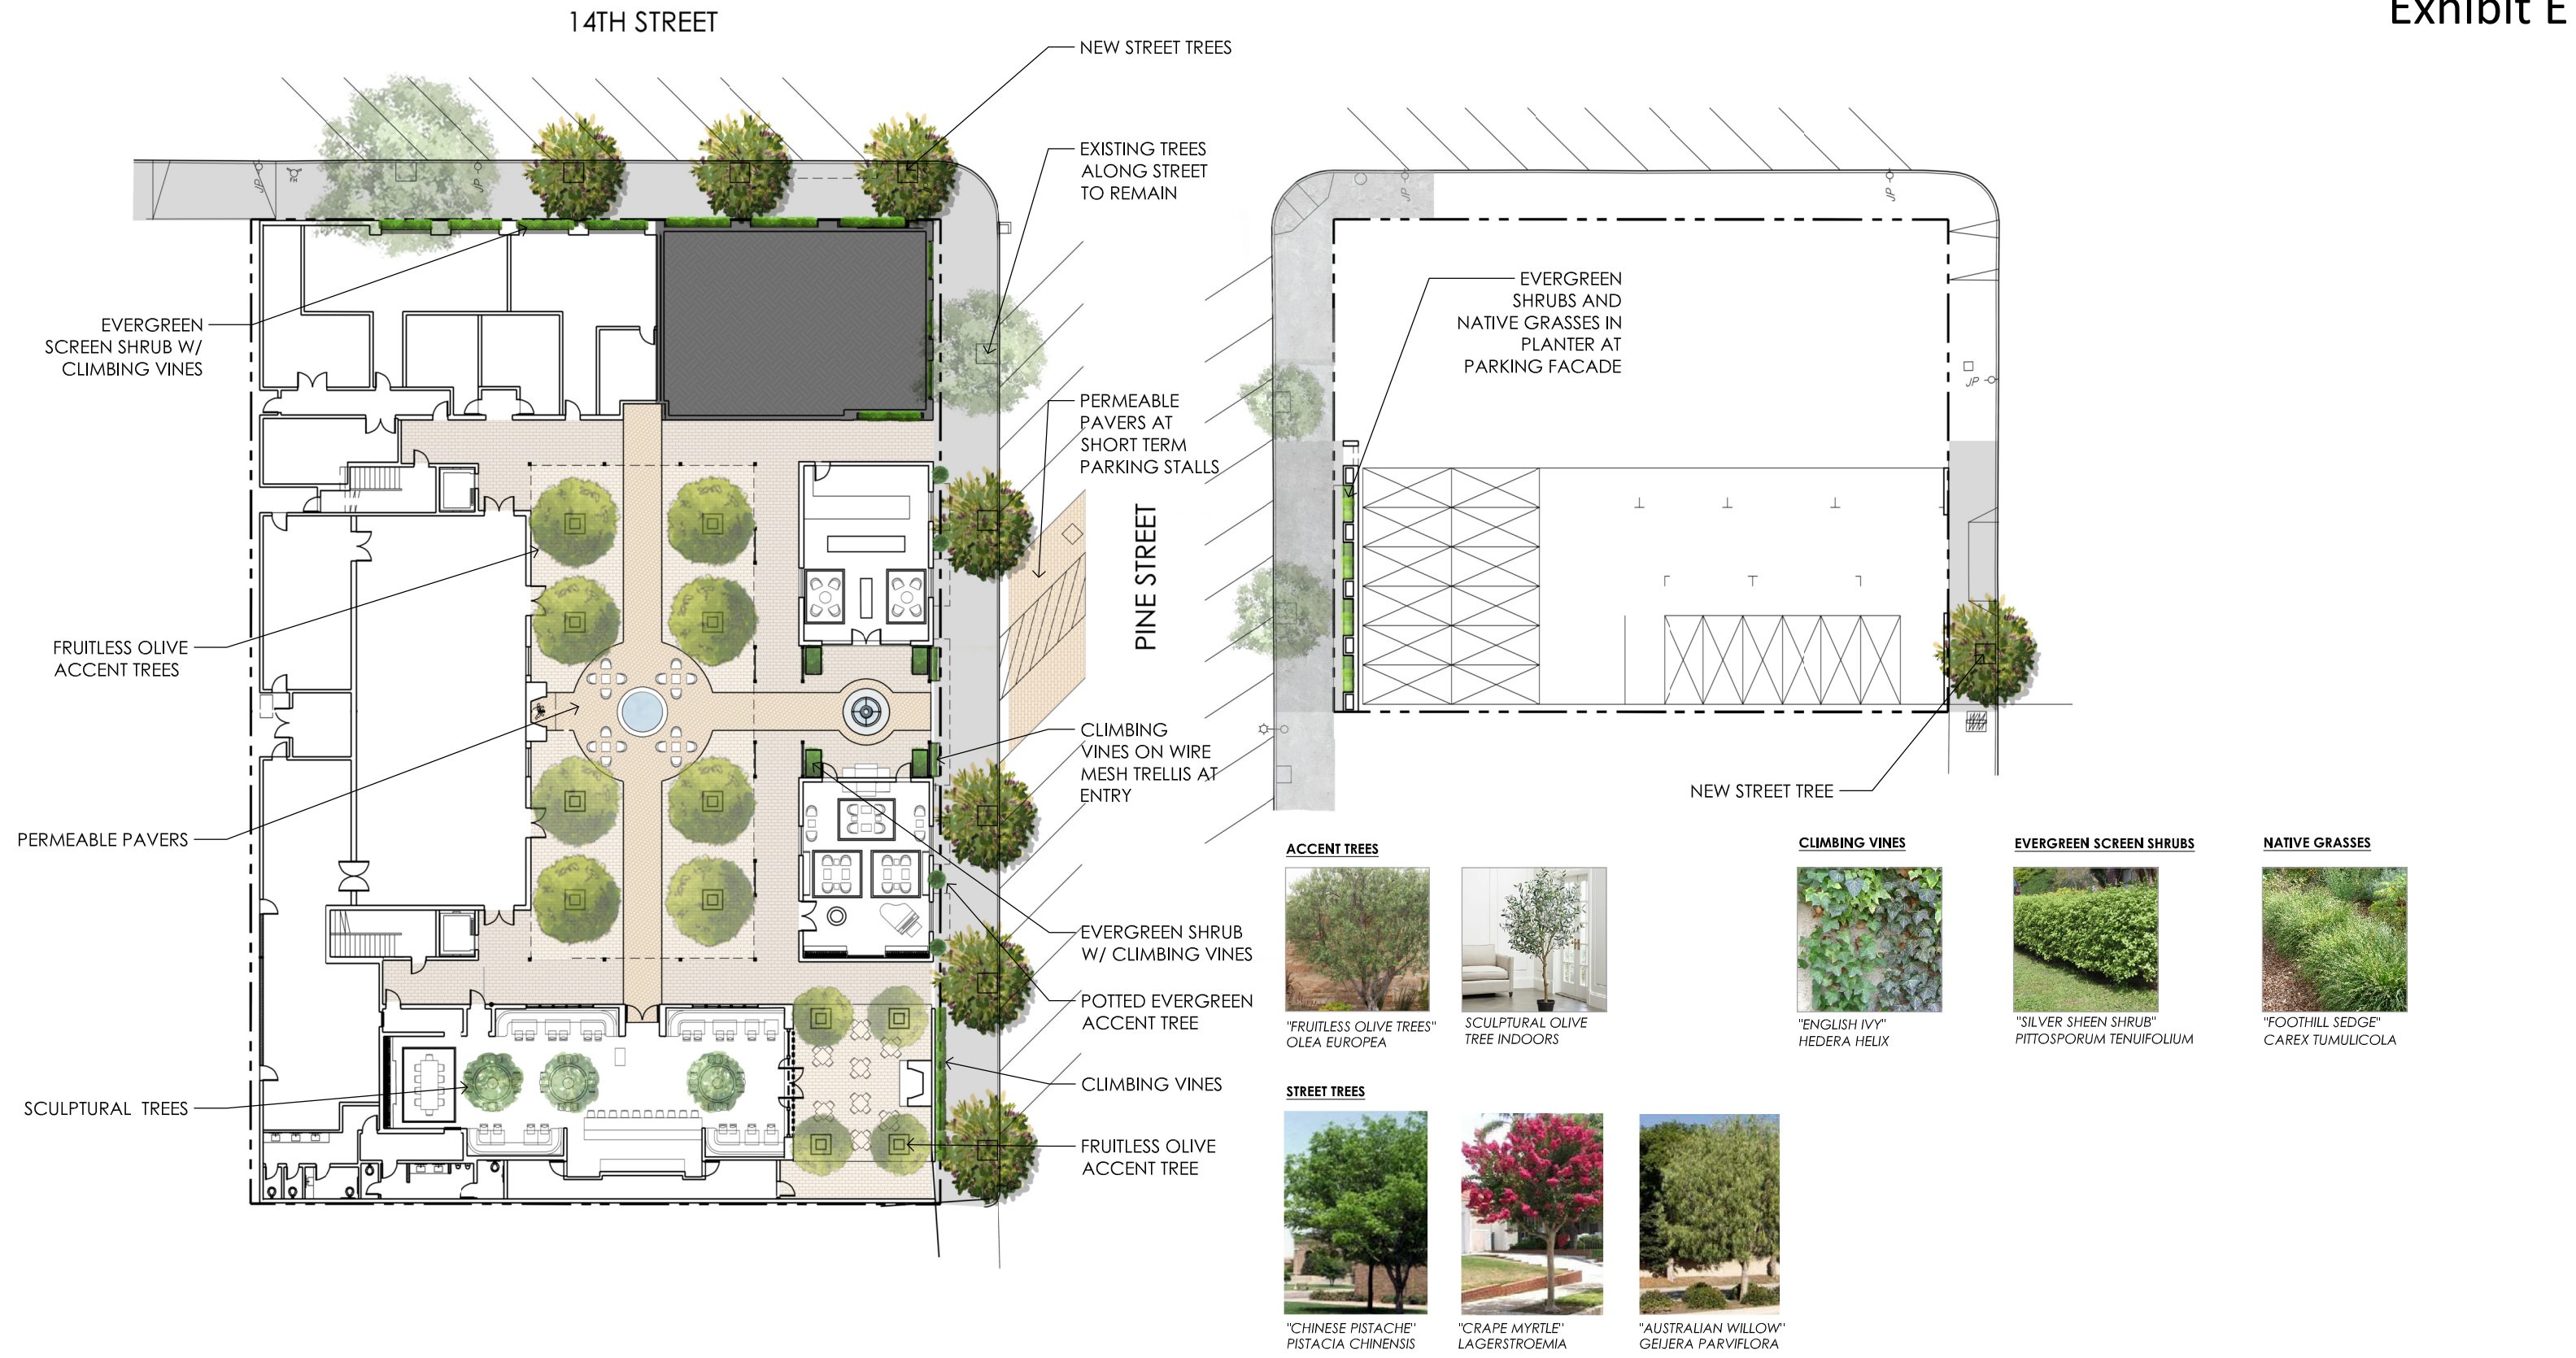 Exhibit E
14TH STREET
NEW STREET TREES
EXISTING TREES
ALONG STREET
TO REMAIN
JP
JP
JP
JP
EVERGREEN
SHRUBS AND
NATIVE GRASSES IN
PLANTER AT
PARKING FACADE
EVERGREEN
SCREEN SHRUB W/
CLIMBING VINES
JP
PERMEABLE
PAVERS AT
SHORT TERM
PARKING STALLS
PINE STREET
FRUITLESS OLIVE
ACCENT TREES
CLIMBING
VINES ON WIRE
MESH TRELLIS AT
ENTRY
NEW STREET TREE
PERMEABLE PAVERS
EVERGREEN SHRUB
W/ CLIMBING VINES
POTTED EVERGREEN
ACCENT TREE
CLIMBING VINES
SCULPTURAL TREES
FRUITLESS OLIVE
ACCENT TREE
ACCENT TREES
CLIMBING VINES
EVERGREEN SCREEN SHRUBS
NATIVE GRASSES
"FRUITLESS OLIVE TREES"
OLEA EUROPEA
SCULPTURAL OLIVE
TREE INDOORS
"ENGLISH IVY"
HEDERA HELIX
"SILVER SHEEN SHRUB"
PITTOSPORUM TENUIFOLIUM
"FOOTHILL SEDGE"
CAREX TUMULICOLA
STREET TREES
"CHINESE PISTACHE"
PISTACIA CHINENSIS
"CRAPE MYRTLE"
LAGERSTROEMIA
"AUSTRALIAN WILLOW"
GEIJERA PARVIFLORA